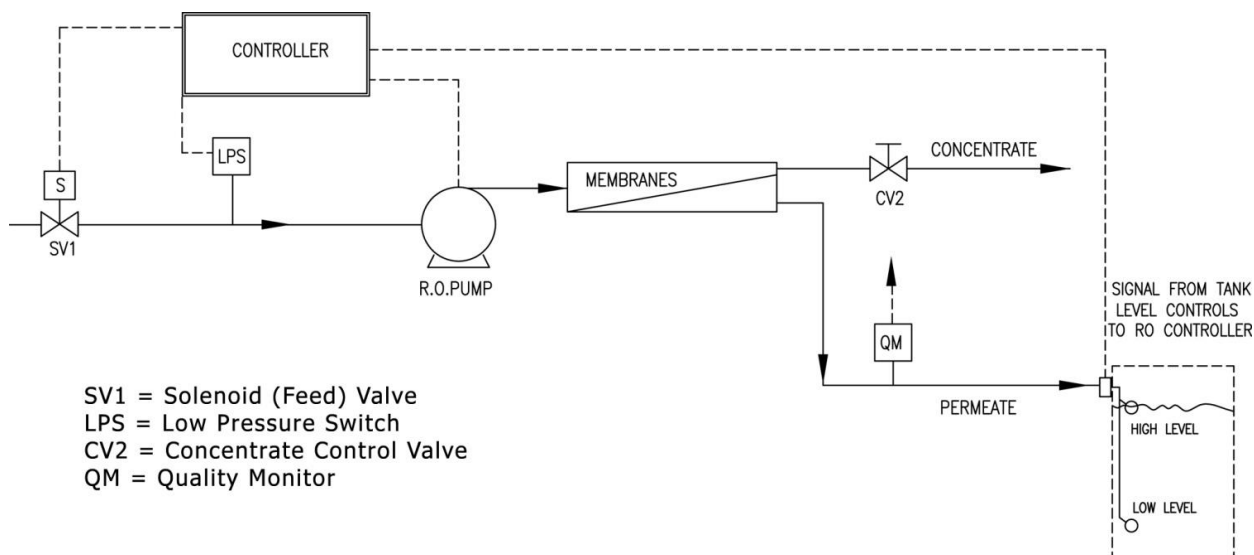 CONTROLLER
LPS
S
SV1
R.O.PUMP
MEMBRANES
CONCENTRATE
CV2
QM
PERMEATE
SIGNAL FROM TANK
LEVEL CONTROLS
TO RO CONTROLLER
HIGH LEVEL
LOW LEVEL
SV1 = Solenoid (Feed) Valve
LPS = Low Pressure Switch
CV2 = Concentrate Control Valve
QM = Quality Monitor